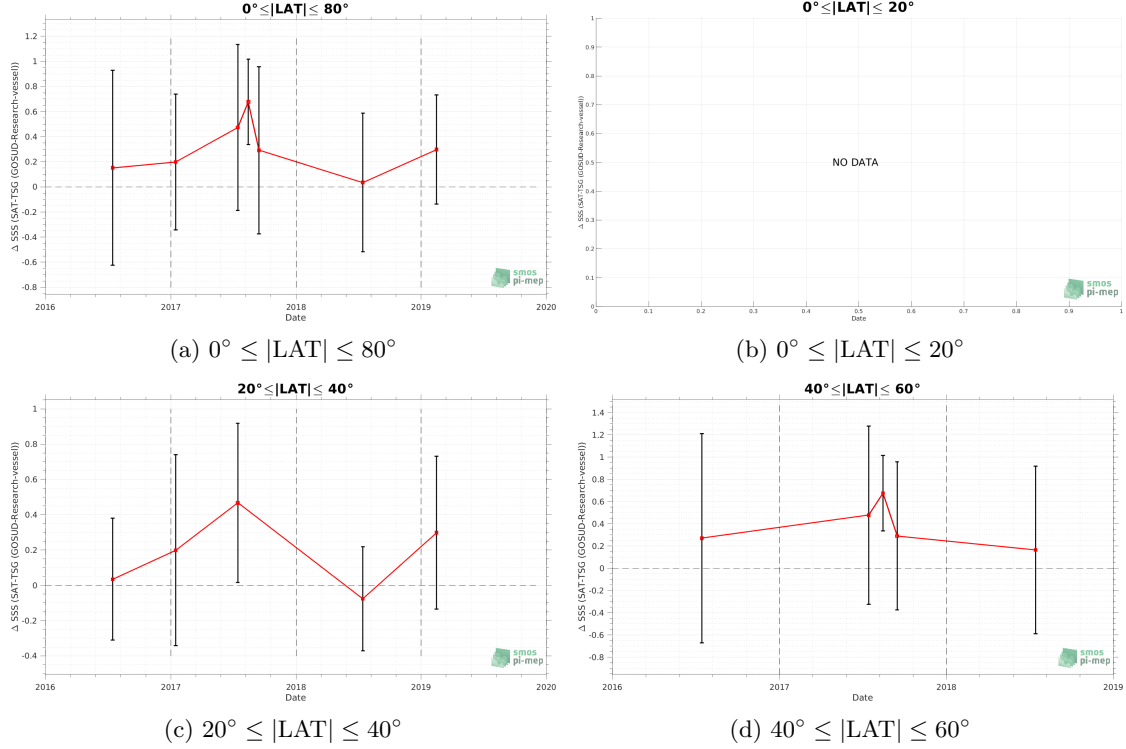 0°≤|LAT|≤ 80°
Δ SSS (SAT-TSG (GOSUD-Research-vessel))
1.2
1
0.8
0.6
0.4
0.2
0
-0.2
-0.4
-0.6
-0.8
2016 2017 2018 2019 2020
Date
smos
pi-mep
(a) 0° ≤ |LAT| ≤ 80°
0°≤|LAT|≤ 20°
Δ SSS (SAT-TSG (GOSUD-Research-vessel))
1
0.9
0.8
0.7
0.6
0.5
0.4
0.3
0.2
0.1
0
NO DATA
0 0.1 0.2 0.3 0.4 0.5 0.6 0.7 0.8 0.9 1
Date
smos
pi-mep
(b) 0° ≤ |LAT| ≤ 20°
20°≤|LAT|≤ 40°
Δ SSS (SAT-TSG (GOSUD-Research-vessel))
1
0.8
0.6
0.4
0.2
0
-0.2
-0.4
2016 2017 2018 2019 2020
Date
smos
pi-mep
(c) 20° ≤ |LAT| ≤ 40°
40°≤|LAT|≤ 60°
Δ SSS (SAT-TSG (GOSUD-Research-vessel))
1.4
1.2
1
0.8
0.6
0.4
0.2
0
-0.2
-0.4
-0.6
-0.8
2016 2017 2018 2019
Date
smos
pi-mep
(d) 40° ≤ |LAT| ≤ 60°